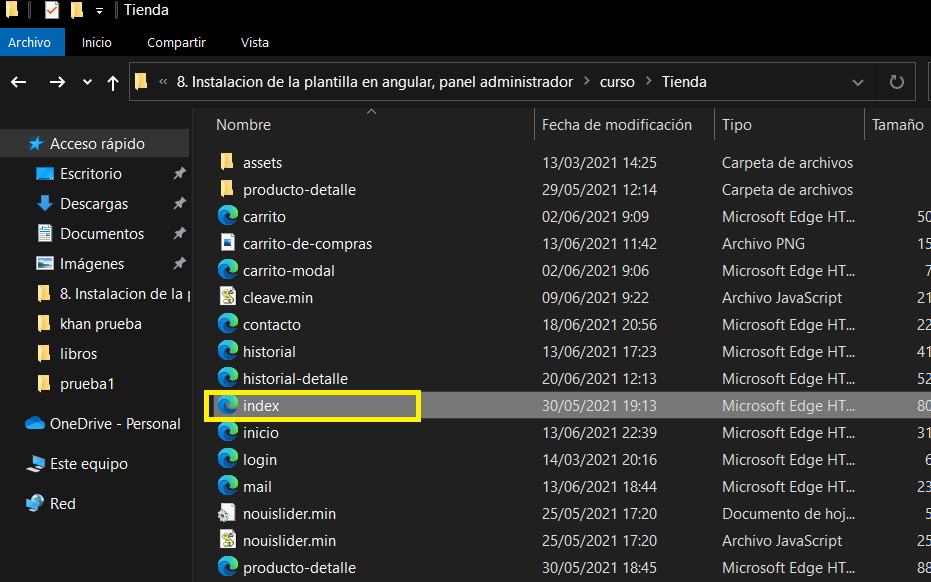 Tienda
Archivo Inicio Compartir Vista
« 8. Instalacion de la plantilla en angular, panel administrador > curso > Tienda
Nombre Fecha de modificación Tipo Tamaño
Acceso rápido
Escritorio
Descargas
Documentos
Imágenes
8. Instalacion de la p
khan prueba
libros
prueba1
OneDrive - Personal
Este equipo
Red
assets 13/03/2021 14:25 Carpeta de archivos
producto-detalle 29/05/2021 12:14 Carpeta de archivos
carrito 02/06/2021 9:09 Microsoft Edge HT... 50
carrito-de-compras 13/06/2021 11:42 Archivo PNG 15
carrito-modal 02/06/2021 9:06 Microsoft Edge HT... 7
cleave.min 09/06/2021 9:22 Archivo JavaScript 21
contacto 18/06/2021 20:56 Microsoft Edge HT... 22
historial 13/06/2021 17:23 Microsoft Edge HT... 41
historial-detalle 20/06/2021 12:13 Microsoft Edge HT... 52
index 30/05/2021 19:13 Microsoft Edge HT... 80
inicio 13/06/2021 22:39 Microsoft Edge HT... 31
login 14/03/2021 20:16 Microsoft Edge HT... 6
mail 13/06/2021 18:44 Microsoft Edge HT... 23
nouislider.min 25/05/2021 17:20 Documento de hoj... 5
nouislider.min 25/05/2021 17:20 Archivo JavaScript 25
producto-detalle 30/05/2021 18:45 Microsoft Edge HT... 88